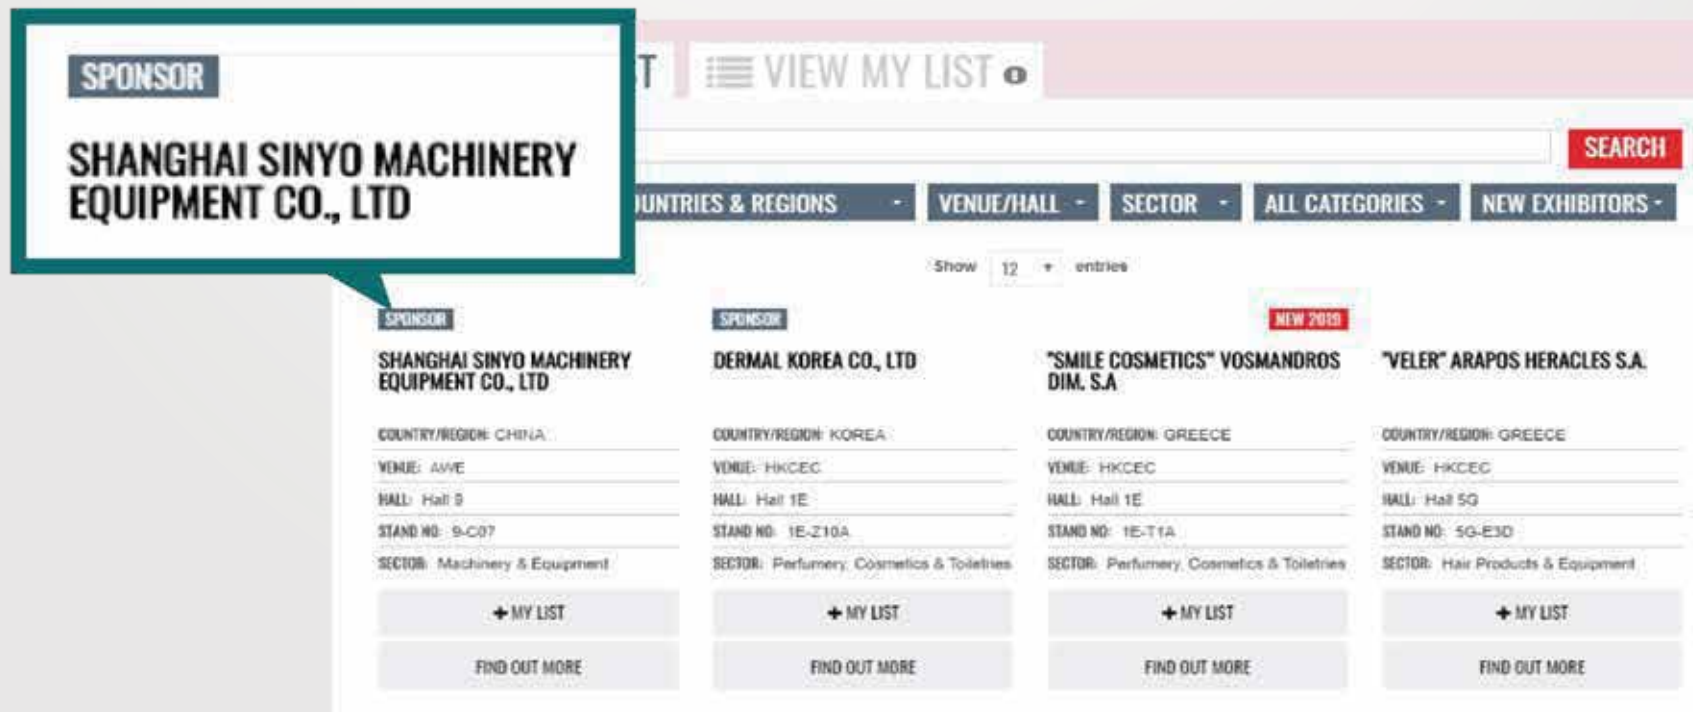 SPONSOR
SHANGHAI SINYO MACHINERY
EQUIPMENT CO., LTD
T
VIEW MY LIST 0
SEARCH
OUNTRIES & REGIONS
VENUE/HALL
SECTOR
ALL CATEGORIES
NEW EXHIBITORS
Show 12 entries
SPONSOR
SHANGHAI SINYO MACHINERY
EQUIPMENT CO., LTD
COUNTRY/REGION: CHINA
VENUE: AWE
HALL: Hall 9
STAND NO: 9-C07
SECTOR: Machinery & Equipment
+ MY LIST
FIND OUT MORE
SPONSOR
DERMAL KOREA CO., LTD
COUNTRY/REGION: KOREA
VENUE: HKCEC
HALL: Hall 1E
STAND NO: 1E-Z10A
SECTOR: Perfumery, Cosmetics & Toiletries
+ MY LIST
FIND OUT MORE
NEW 2019
"SMILE COSMETICS" VOSMANDROS
DIM. S.A
COUNTRY/REGION: GREECE
VENUE: HKCEC
HALL: Hall 1E
STAND NO: 1E-T1A
SECTOR: Perfumery, Cosmetics & Toiletries
+ MY LIST
FIND OUT MORE
"VELER" ARAPOS HERACLES S.A.
COUNTRY/REGION: GREECE
VENUE: HKCEC
HALL: Hall 5G
STAND NO: 5G-E3D
SECTOR: Hair Products & Equipment
+ MY LIST
FIND OUT MORE